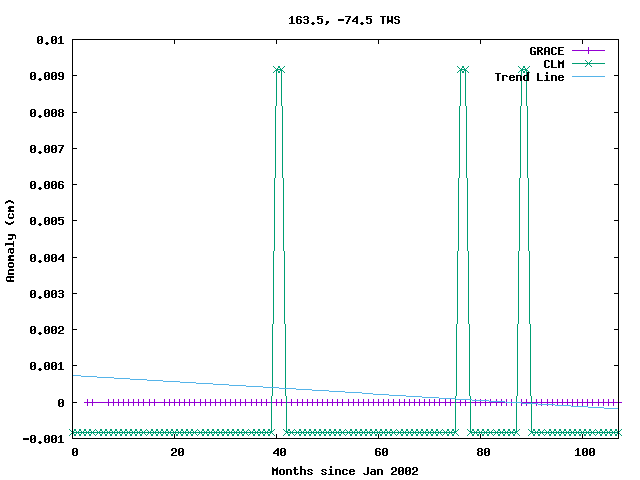 163.5, -74.5 TWS
0.01
0.009
0.008
0.007
0.006
0.005
0.004
0.003
0.002
0.001
0
-0.001
Anomaly (cm)
GRACE
CLM
Trend Line
0 20 40 60 80 100
Months since Jan 2002